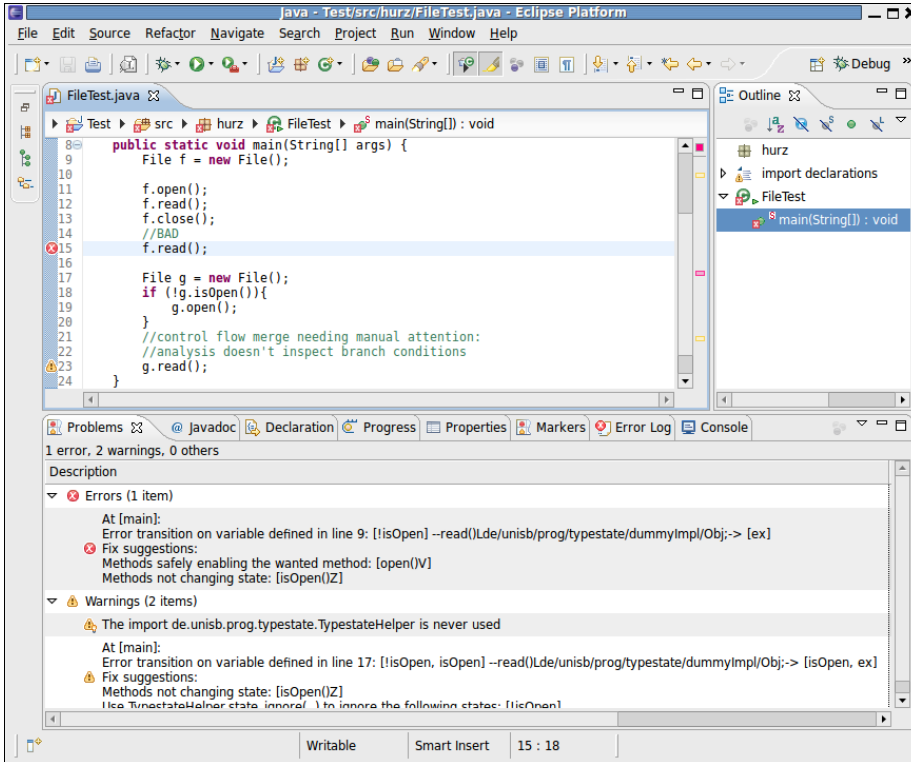 Java - Test/src/hurz/FileTest.java - Eclipse Platform
File Edit Source Refactor Navigate Search Project Run Window Help
Debug »
FileTest.java
Test src hurz FileTest main(String[]) : void
8 public static void main(String[] args) {
9 File f = new File();
10
11 f.open();
12 f.read();
13 f.close();
14 //BAD
15 f.read();
16
17 File g = new File();
18 if (!g.isOpen()){
19 g.open();
20 }
21 //control flow merge needing manual attention:
22 //analysis doesn't inspect branch conditions
23 g.read();
24 }
Outline
hurz
import declarations
FileTest
main(String[]) : void
Problems @ Javadoc Declaration Progress Properties Markers Error Log Console
1 error, 2 warnings, 0 others
Description
Errors (1 item)
At [main]:
Error transition on variable defined in line 9: [!isOpen] --read()Lde/unisb/prog/typestate/dummyImpl/Obj;-> [ex]
Fix suggestions:
Methods safely enabling the wanted method: [open()V]
Methods not changing state: [isOpen()Z]
Warnings (2 items)
The import de.unisb.prog.typestate.TypestateHelper is never used
At [main]:
Error transition on variable defined in line 17: [!isOpen, isOpen] --read()Lde/unisb/prog/typestate/dummyImpl/Obj;-> [isOpen, ex]
Fix suggestions:
Methods not changing state: [isOpen()Z]
Use TypestateHelper.state_ignore(..) to ignore the following states: [!isOpen]
Writable Smart Insert 15 : 18